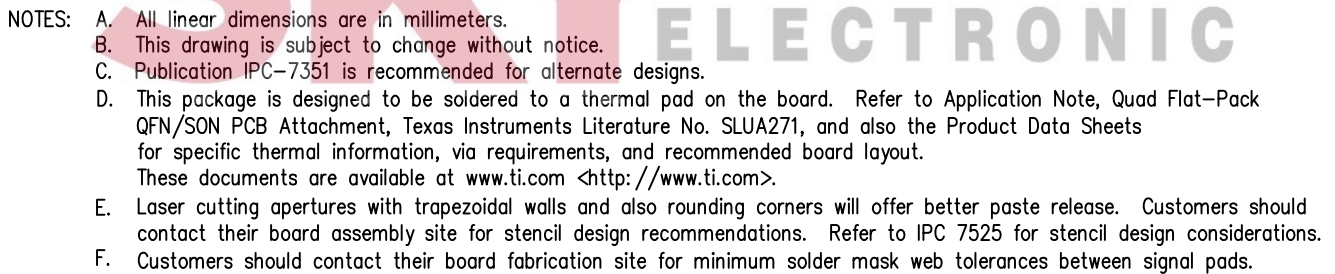 ELECTRONIC
NOTES: A. All linear dimensions are in millimeters.
B. This drawing is subject to change without notice.
C. Publication IPC-7351 is recommended for alternate designs.
D. This package is designed to be soldered to a thermal pad on the board. Refer to Application Note, Quad Flat-Pack
QFN/SON PCB Attachment, Texas Instruments Literature No. SLUA271, and also the Product Data Sheets
for specific thermal information, via requirements, and recommended board layout.
These documents are available at www.ti.com <http://www.ti.com>.
E. Laser cutting apertures with trapezoidal walls and also rounding corners will offer better paste release. Customers should
contact their board assembly site for stencil design recommendations. Refer to IPC 7525 for stencil design considerations.
F. Customers should contact their board fabrication site for minimum solder mask web tolerances between signal pads.